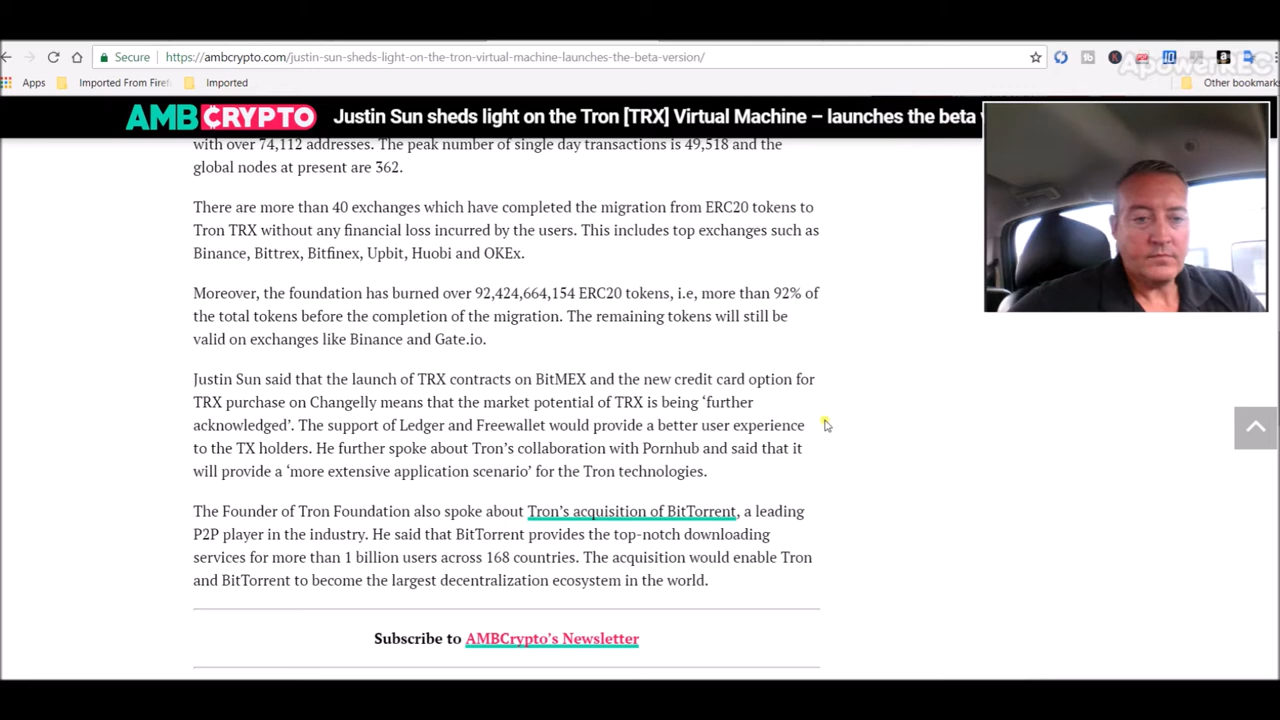 Secure
https://ambcrypto.com/justin-sun-sheds-light-on-the-tron-virtual-machine-launches-the-beta-version/
ApowerREC
Apps
Imported From Firef
Imported
Other bookmark
AMBCRYPTO
Justin Sun sheds light on the Tron [TRX] Virtual Machine – launches the beta v
with over 74,112 addresses. The peak number of single day transactions is 49,518 and the
global nodes at present are 362.
There are more than 40 exchanges which have completed the migration from ERC20 tokens to
Tron TRX without any financial loss incurred by the users. This includes top exchanges such as
Binance, Bittrex, Bitfinex, Upbit, Huobi and OKEx.
Moreover, the foundation has burned over 92,424,664,154 ERC20 tokens, i.e, more than 92% of
the total tokens before the completion of the migration. The remaining tokens will still be
valid on exchanges like Binance and Gate.io.
Justin Sun said that the launch of TRX contracts on BitMEX and the new credit card option for
TRX purchase on Changelly means that the market potential of TRX is being ‘further
acknowledged’. The support of Ledger and Freewallet would provide a better user experience
to the TX holders. He further spoke about Tron’s collaboration with Pornhub and said that it
will provide a ‘more extensive application scenario’ for the Tron technologies.
The Founder of Tron Foundation also spoke about Tron’s acquisition of BitTorrent, a leading
P2P player in the industry. He said that BitTorrent provides the top-notch downloading
services for more than 1 billion users across 168 countries. The acquisition would enable Tron
and BitTorrent to become the largest decentralization ecosystem in the world.
Subscribe to AMBCrypto’s Newsletter